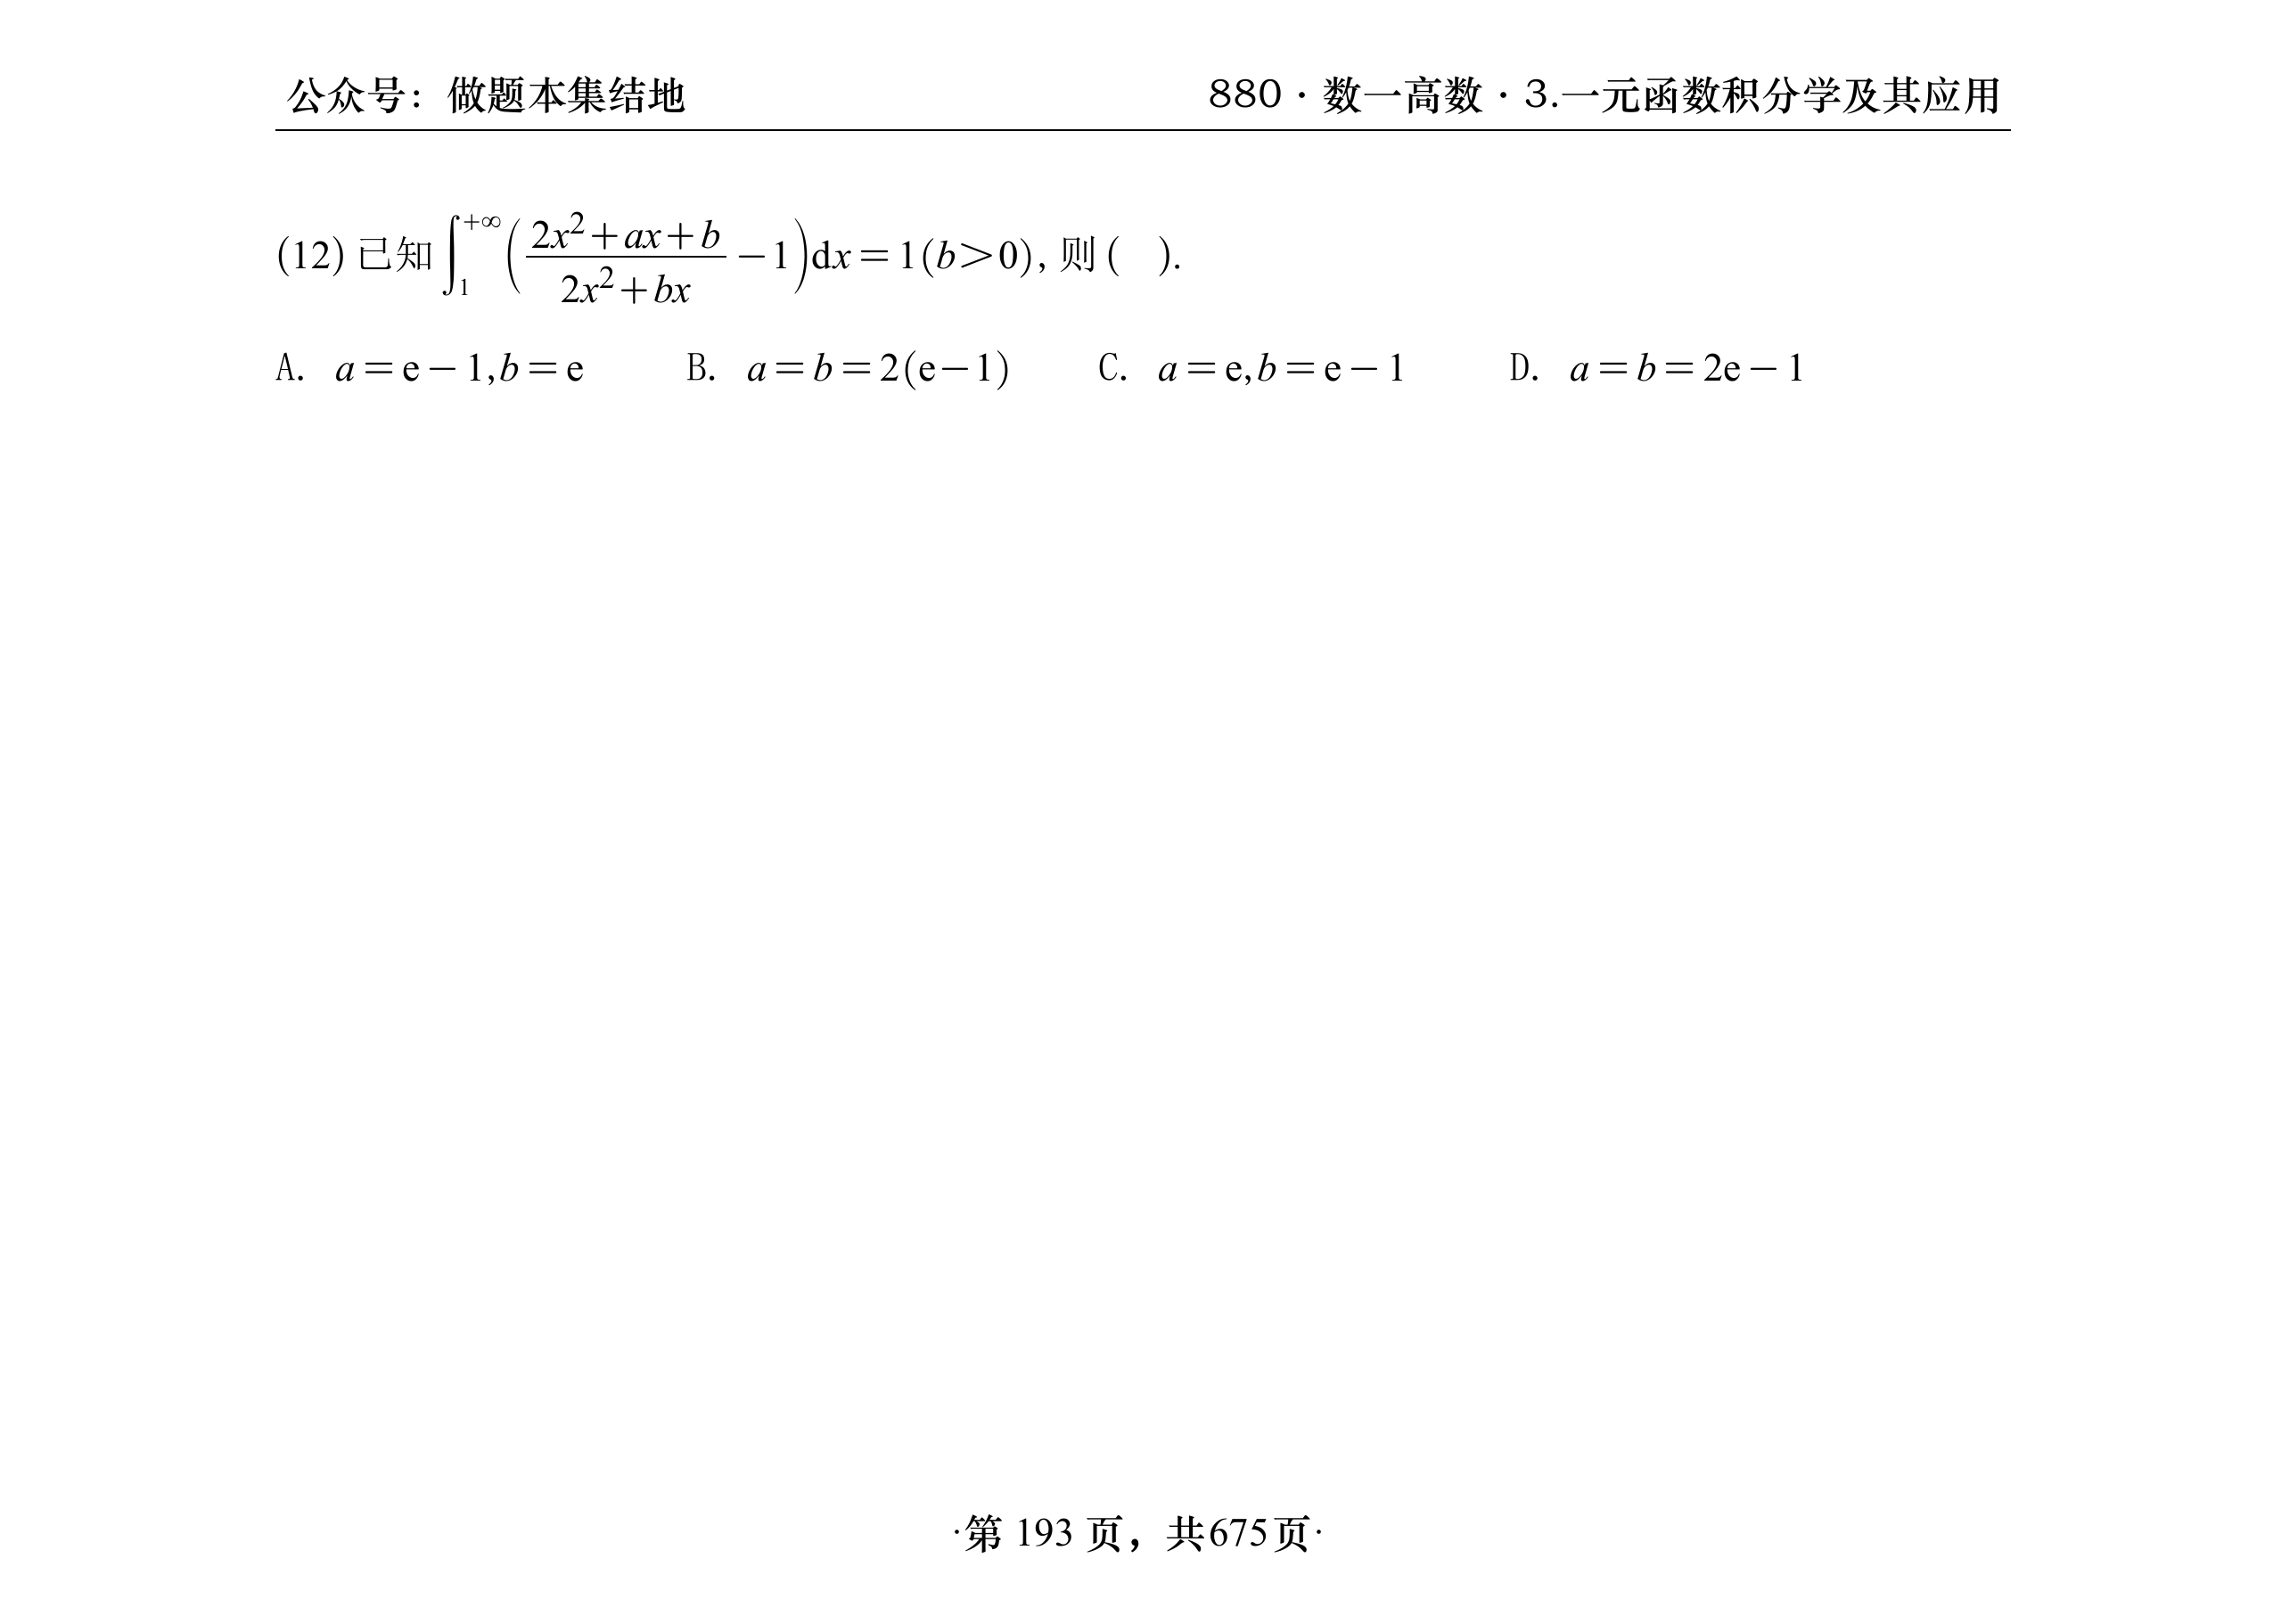 公众号：做题本集结地 880·数一高数·3.一元函数积分学及其应用
(12) 已知 $\int_{1}^{+\infty}\left(\frac{2x^2+ax+b}{2x^2+bx}-1\right)\mathrm{d}x=1(b>0)$, 则 ( ).
A. a=e-1,b=e B. a=b=2(e-1) C. a=e,b=e-1 D. a=b=2e-1
·第 193 页，共675页·